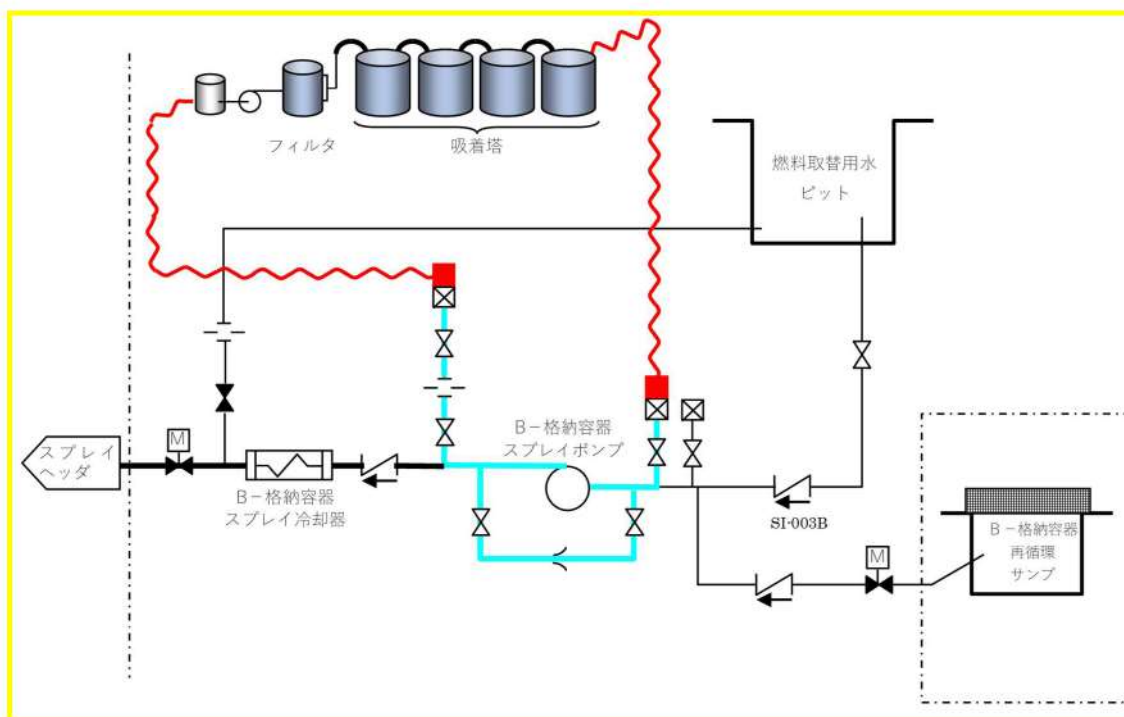 フィルタ
吸着塔
燃料取替用水
ピット
M
スプレイ
ヘッダ
B－格納容器
スプレイ冷却器
B－格納容器
スプレイポンプ
SI-003B
M
B－格納容器
再循環
サンプ